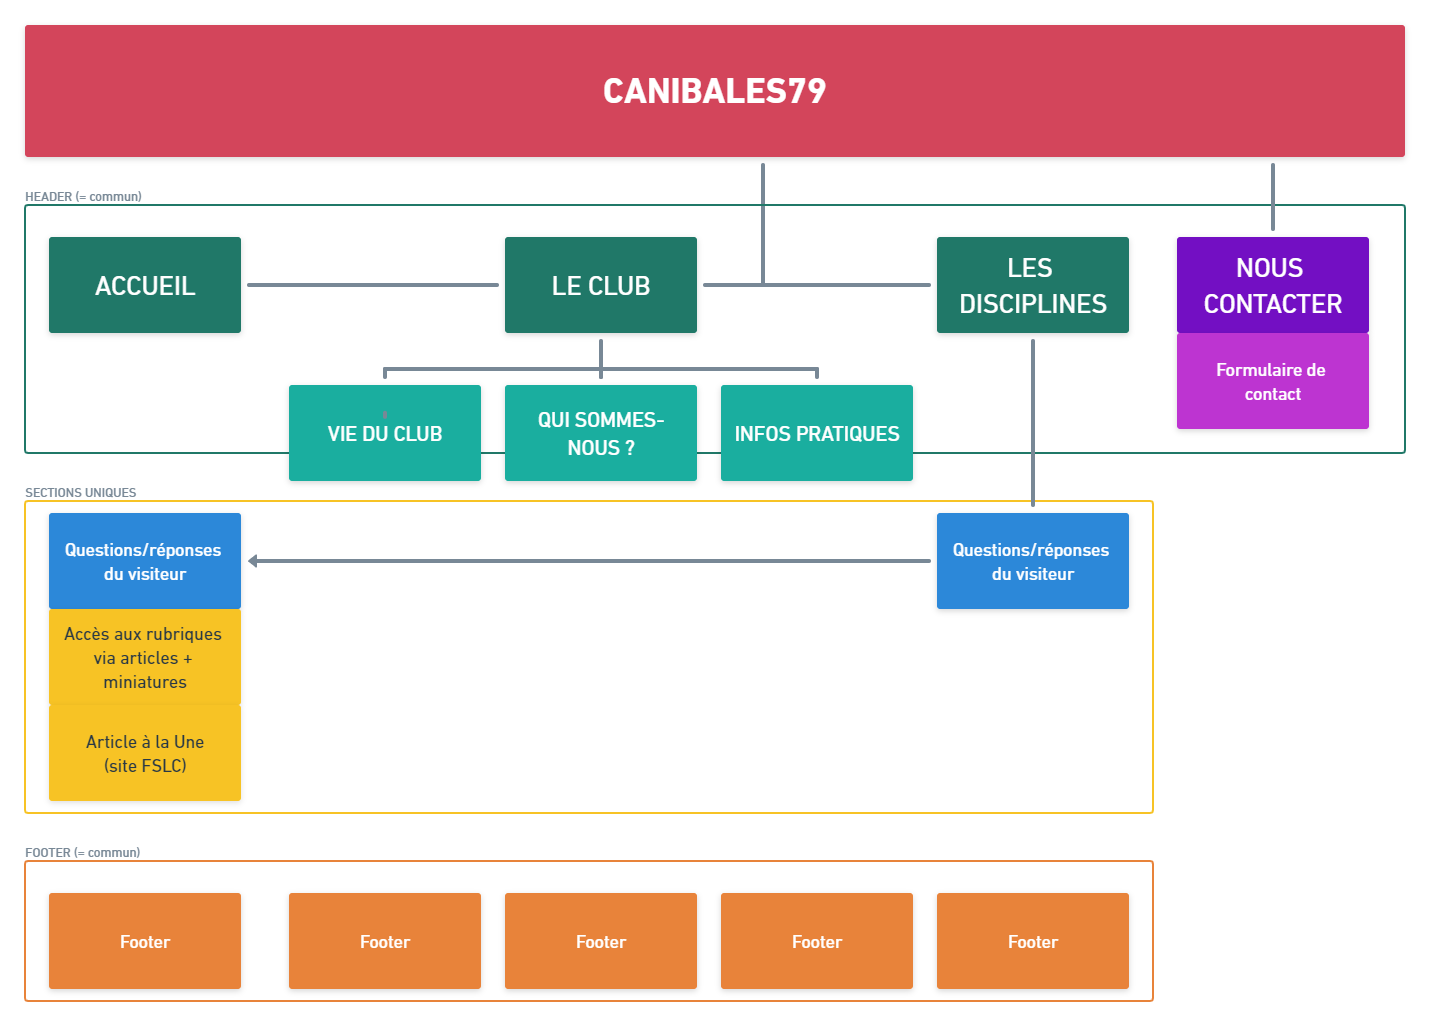 CANIBALES79
HEADER (= commun)
ACCUEIL
LE CLUB
LES
DISCIPLINES
NOUS
CONTACTER
Formulaire de
contact
VIE DU CLUB
QUI SOMMES-
NOUS ?
INFOS PRATIQUES
SECTIONS UNIQUES
Questions/réponses
du visiteur
Questions/réponses
du visiteur
Accès aux rubriques
via articles +
miniatures
Article à la Une
(site FSLC)
FOOTER (= commun)
Footer
Footer
Footer
Footer
Footer